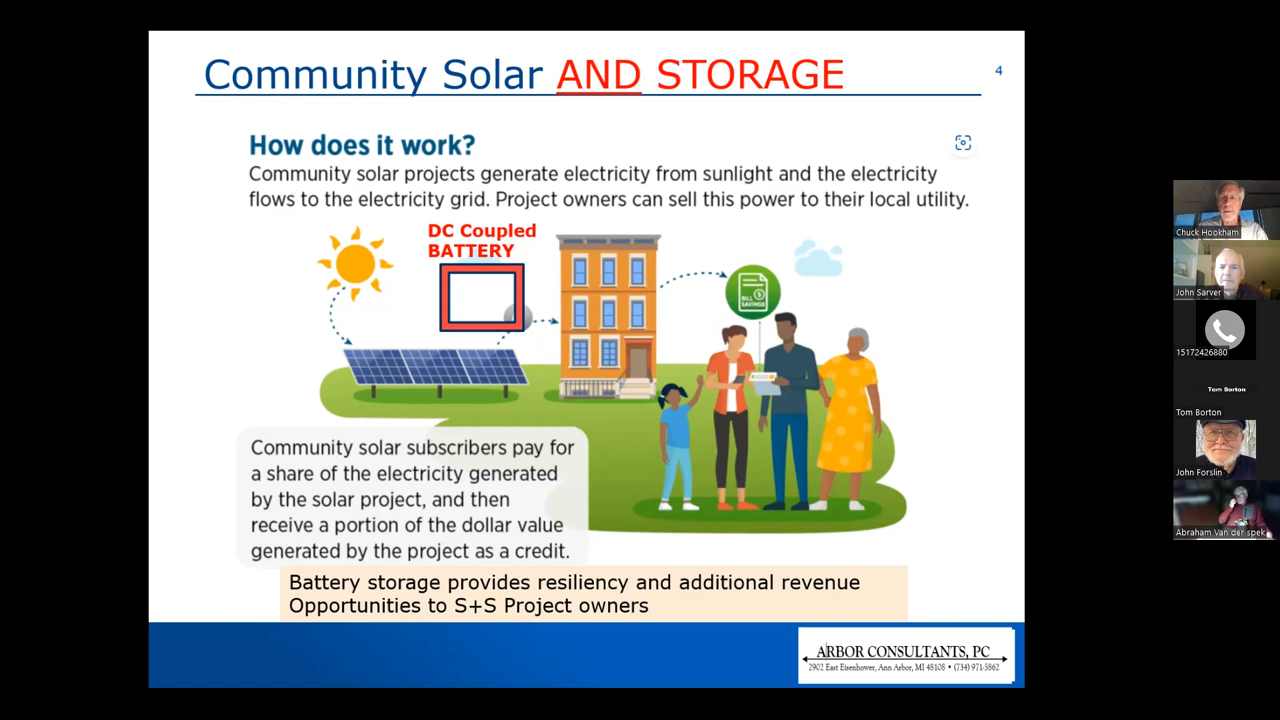 Community Solar AND STORAGE
4
How does it work?
Community solar projects generate electricity from sunlight and the electricity
flows to the electricity grid. Project owners can sell this power to their local utility.
DC Coupled
BATTERY
BILL
SAVINGS
Community solar subscribers pay for
a share of the electricity generated
by the solar project, and then
receive a portion of the dollar value
generated by the project as a credit.
Battery storage provides resiliency and additional revenue
Opportunities to S+S Project owners
ARBOR CONSULTANTS, PC
2902 East Eisenhower, Ann Arbor, MI 48108 • (734) 971-5862
Chuck Hookham
John Sarver
15172426880
Tom Borton
Tom Borton
John Forslin
Abraham Van der spek